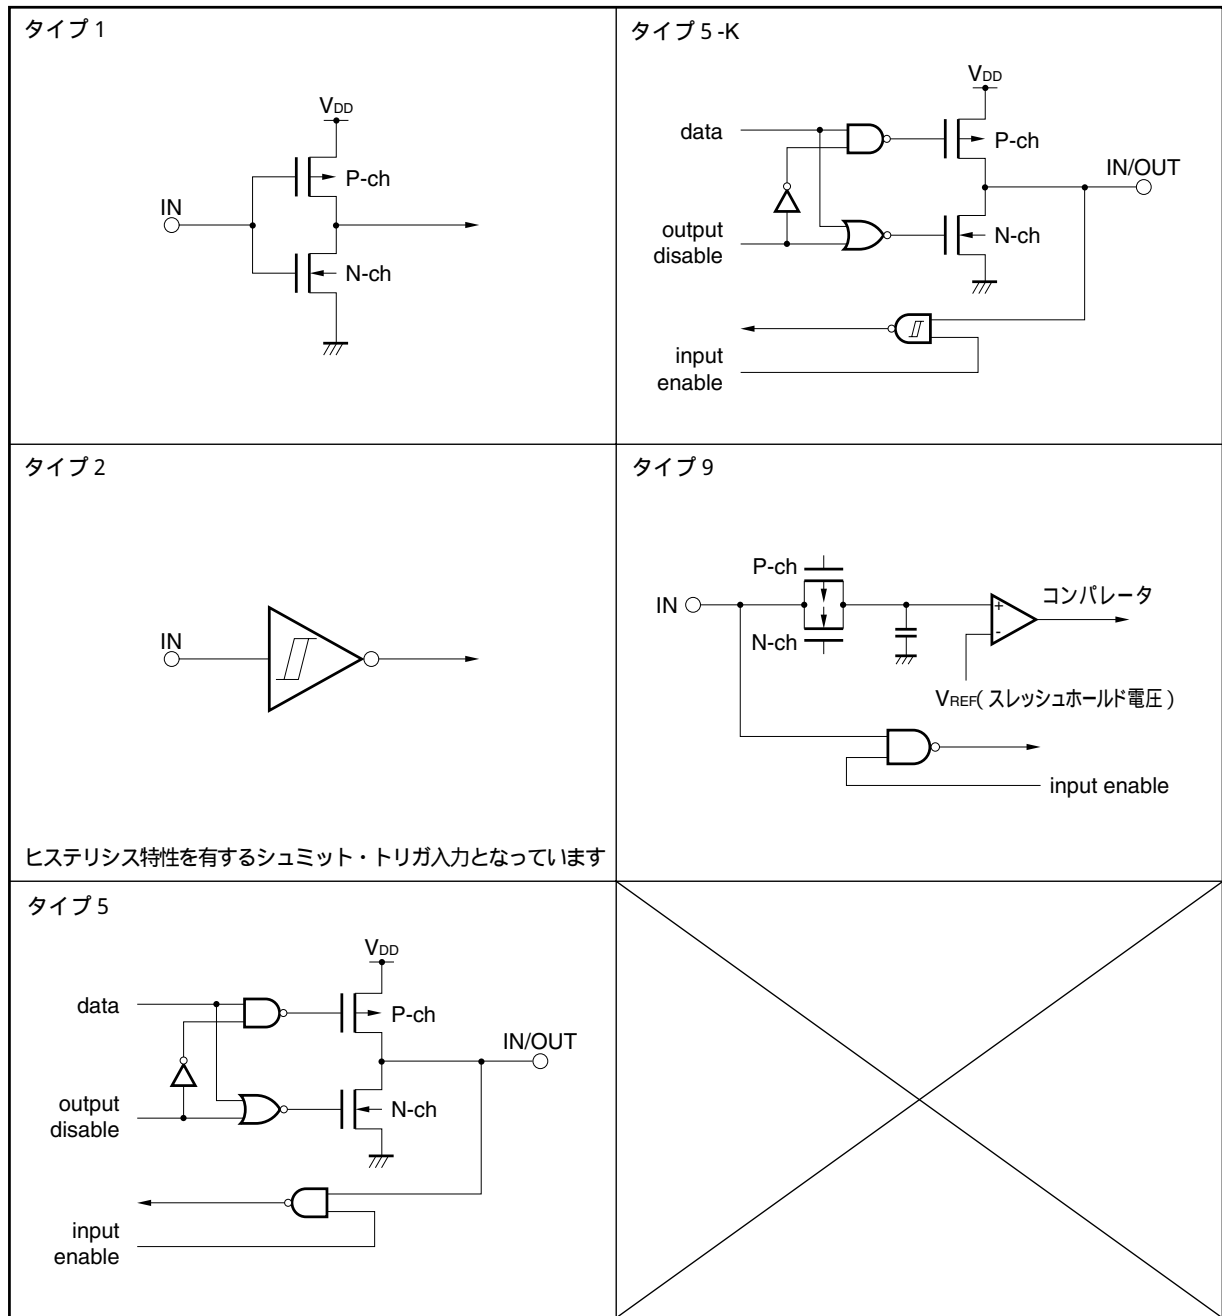 タイプ 1
VDD
P-ch
IN
N-ch
タイプ 5 -K
VDD
data
P-ch
IN/OUT
output
disable
N-ch
input
enable
タイプ 2
IN
ヒステリシス特性を有するシュミット・トリガ入力となっています
タイプ 9
P-ch
IN
コンパレータ
+
-
N-ch
VREF( スレッシュホールド電圧 )
input enable
タイプ 5
VDD
data
P-ch
IN/OUT
output
disable
N-ch
input
enable